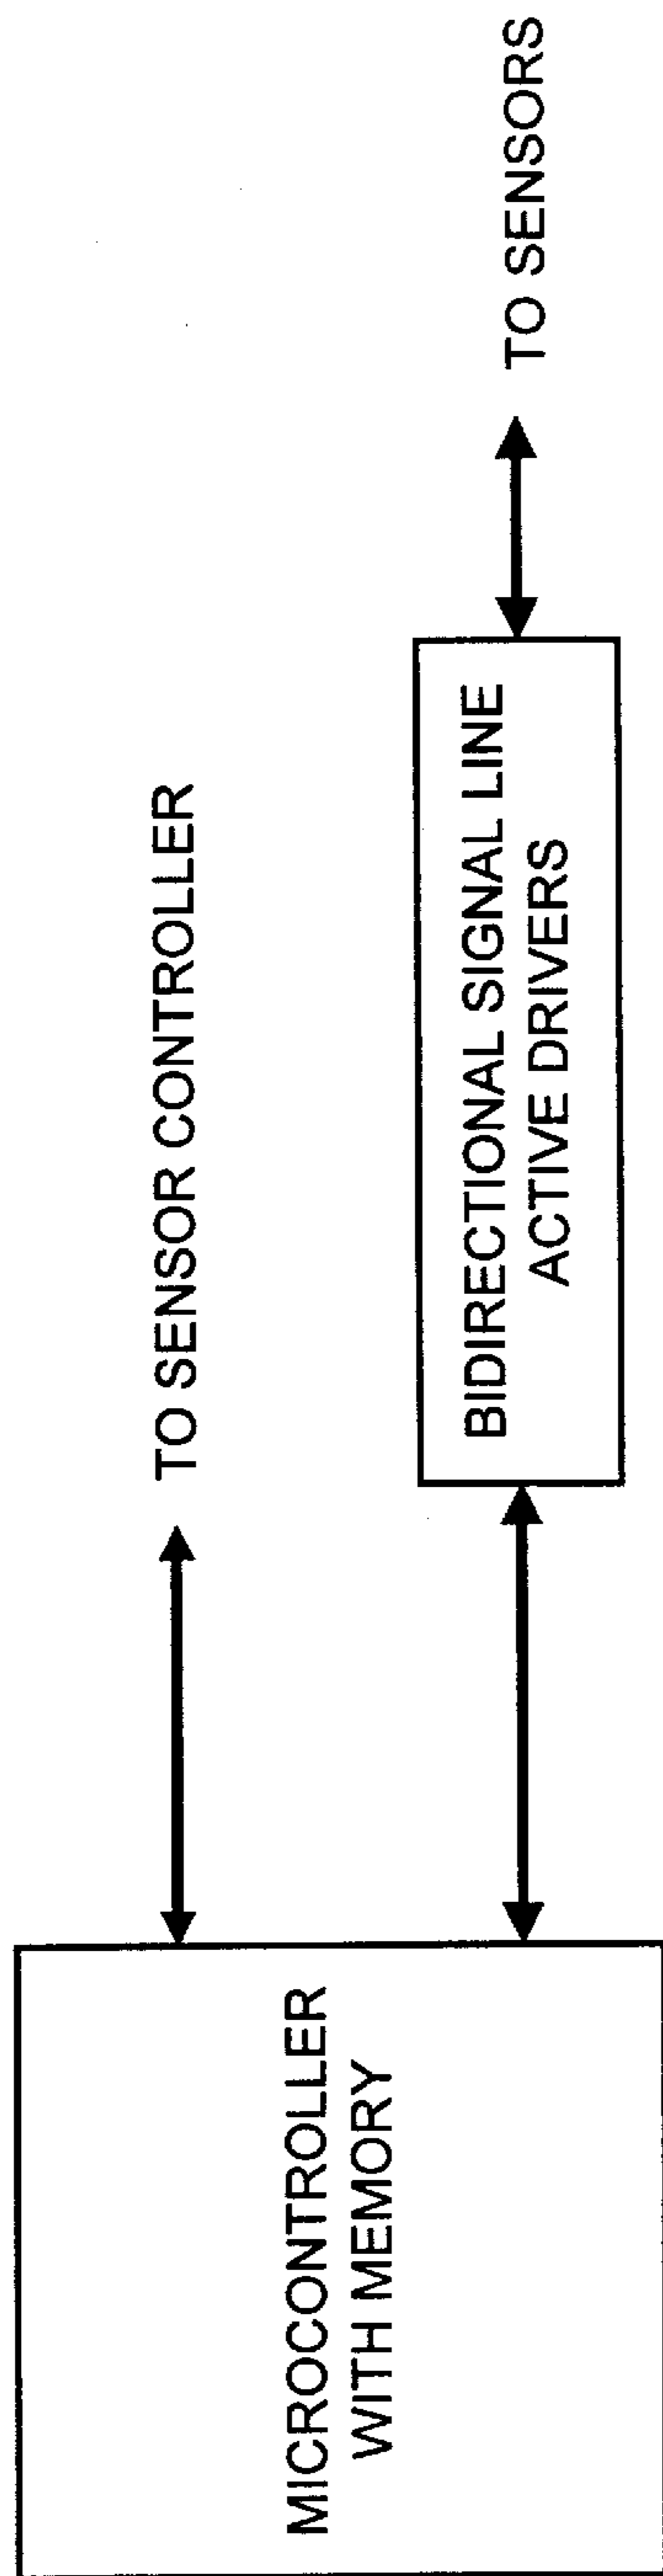 MICROCONTROLLER
WITH MEMORY
TO SENSOR CONTROLLER
BIDIRECTIONAL SIGNAL LINE
ACTIVE DRIVERS
TO SENSORS